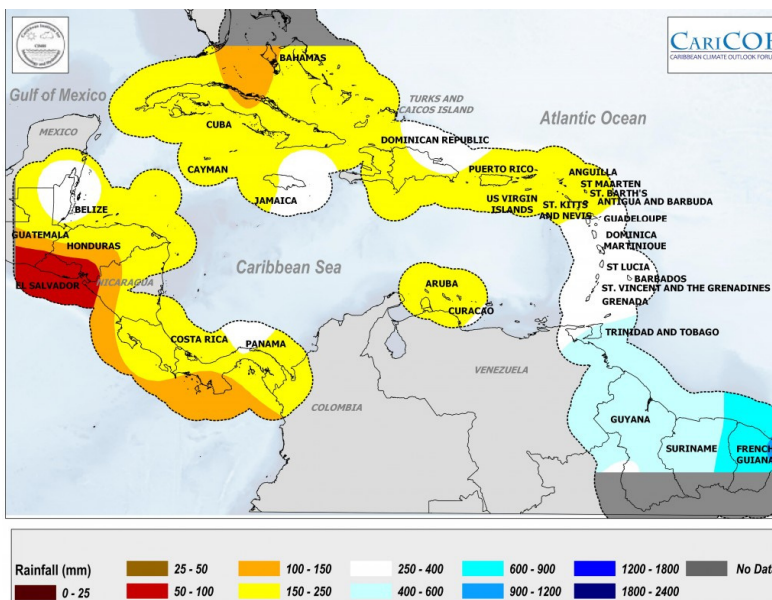 CARICOF
CARIBBEAN CLIMATE OUTLOOK FORUM
BAHAMAS
Gulf of Mexico
TURKS AND
CAICOS ISLAND
Atlantic Ocean
MEXICO
CUBA
DOMINICAN REPUBLIC
CAYMAN
PUERTO RICO
ANGUILLA
ST MAARTEN
ST. BARTH'S
JAMAICA
US VIRGIN
ISLANDS
ST. KITTS
AND NEVIS
ANTIGUA AND BARBUDA
BELIZE
GUADELOUPE
GUATEMALA
HONDURAS
DOMINICA
MARTINIQUE
Caribbean Sea
ST LUCIA
BARBADOS
EL SALVADOR
NICARAGUA
ARUBA
ST. VINCENT AND THE GRENADINES
CURACAO
GRENADA
COSTA RICA
PANAMA
TRINIDAD AND TOBAGO
VENEZUELA
COLOMBIA
GUYANA
SURINAME
FRENCH
GUIANA
Rainfall (mm)
0 - 25
25 - 50
50 - 100
100 - 150
150 - 250
250 - 400
400 - 600
600 - 900
900 - 1200
1200 - 1800
1800 - 2400
No Data